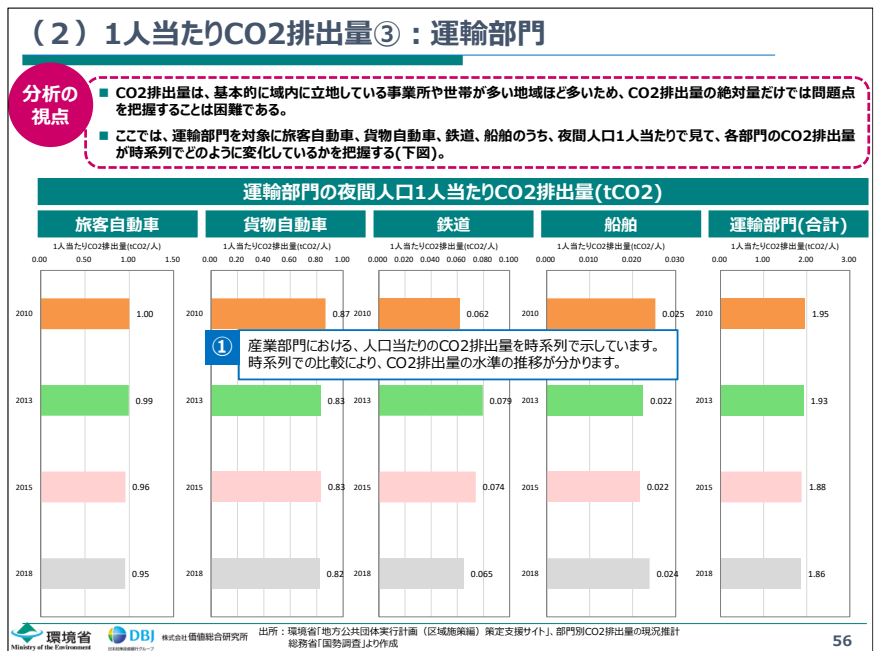 （２）1人当たりCO2排出量③：運輸部門
分析の
視点
■ CO2排出量は、基本的に域内に立地している事業所や世帯が多い地域ほど多いため、CO2排出量の絶対量だけでは問題点
を把握することは困難である。
■ ここでは、運輸部門を対象に旅客自動車、貨物自動車、鉄道、船舶のうち、夜間人口1人当たりで見て、各部門のCO2排出量
が時系列でどのように変化しているかを把握する(下図)。
運輸部門の夜間人口1人当たりCO2排出量(tCO2)
旅客自動車 貨物自動車 鉄道 船舶 運輸部門(合計)
1人当たりCO2排出量(tCO2/人) 1人当たりCO2排出量(tCO2/人) 1人当たりCO2排出量(tCO2/人) 1人当たりCO2排出量(tCO2/人) 1人当たりCO2排出量(tCO2/人)
0.00 0.50 1.00 1.50 0.00 0.20 0.40 0.60 0.80 1.00 0.000 0.020 0.040 0.060 0.080 0.100 0.000 0.010 0.020 0.030 0.00 1.00 2.00 3.00
2010 1.00 2010 0.87 2010 0.062 2010 0.025 2010 1.95
① 産業部門における、人口当たりのCO2排出量を時系列で示しています。
時系列での比較により、CO2排出量の水準の推移が分かります。
2013 0.99 2013 0.83 2013 0.079 2013 0.022 2013 1.93
2015 0.96 2015 0.83 2015 0.074 2015 0.022 2015 1.88
2018 0.95 2018 0.82 2018 0.065 2018 0.024 2018 1.86
環境省
Ministry of the Environment
DBJ
日本政策投資銀行グループ
株式会社価値総合研究所
出所：環境省「地方公共団体実行計画（区域施策編）策定支援サイト」、部門別CO2排出量の現況推計
総務省「国勢調査」より作成
56